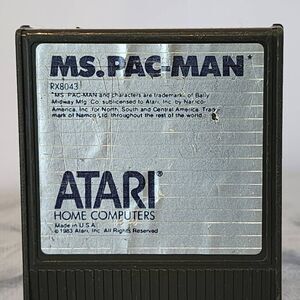 MS. PAC-MAN*
RX8043
*MS. PAC-MAN and characters are trademarks of Bally
Midway Mfg. Co. sublicensed to Atari, Inc. by Namco-
America, Inc. for North, South and Central America. Trade-
mark of Namco Ltd. throughout the rest of the world.
ATARI®
HOME COMPUTERS
Made in U.S.A.
©1983 Atari, Inc. All Rights Reserved